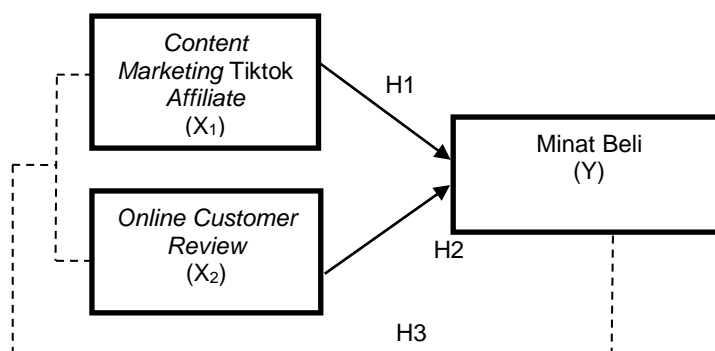 Content
Marketing Tiktok
Affiliate
(X₁)
H1
Minat Beli
(Y)
Online Customer
Review
(X₂)
H2
H3